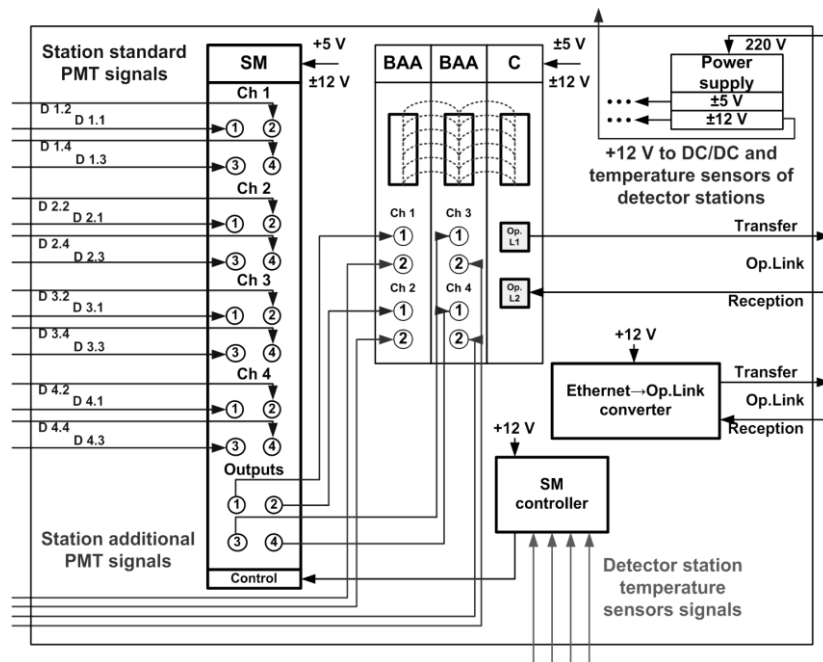 Station standard
PMT signals
D 1.2
D 1.1
D 1.4
D 1.3
D 2.2
D 2.1
D 2.4
D 2.3
D 3.2
D 3.1
D 3.4
D 3.3
D 4.2
D 4.1
D 4.4
D 4.3
Station additional
PMT signals
SM
+5 V
±12 V
Ch 1
1 2
3 4
Ch 2
1 2
3 4
Ch 3
1 2
3 4
Ch 4
1 2
3 4
Outputs
1 2
3 4
Control
BAA BAA C
±5 V
±12 V
Ch 1
1
2
Ch 2
1
2
Ch 3
1
2
Ch 4
1
2
Op.
L1
Op.
L2
220 V
Power
supply
±5 V
±12 V
+12 V to DC/DC and
temperature sensors of
detector stations
Transfer
Op.Link
Reception
+12 V
Ethernet→Op.Link
converter
Transfer
Op.Link
Reception
+12 V
SM
controller
Detector station
temperature
sensors signals